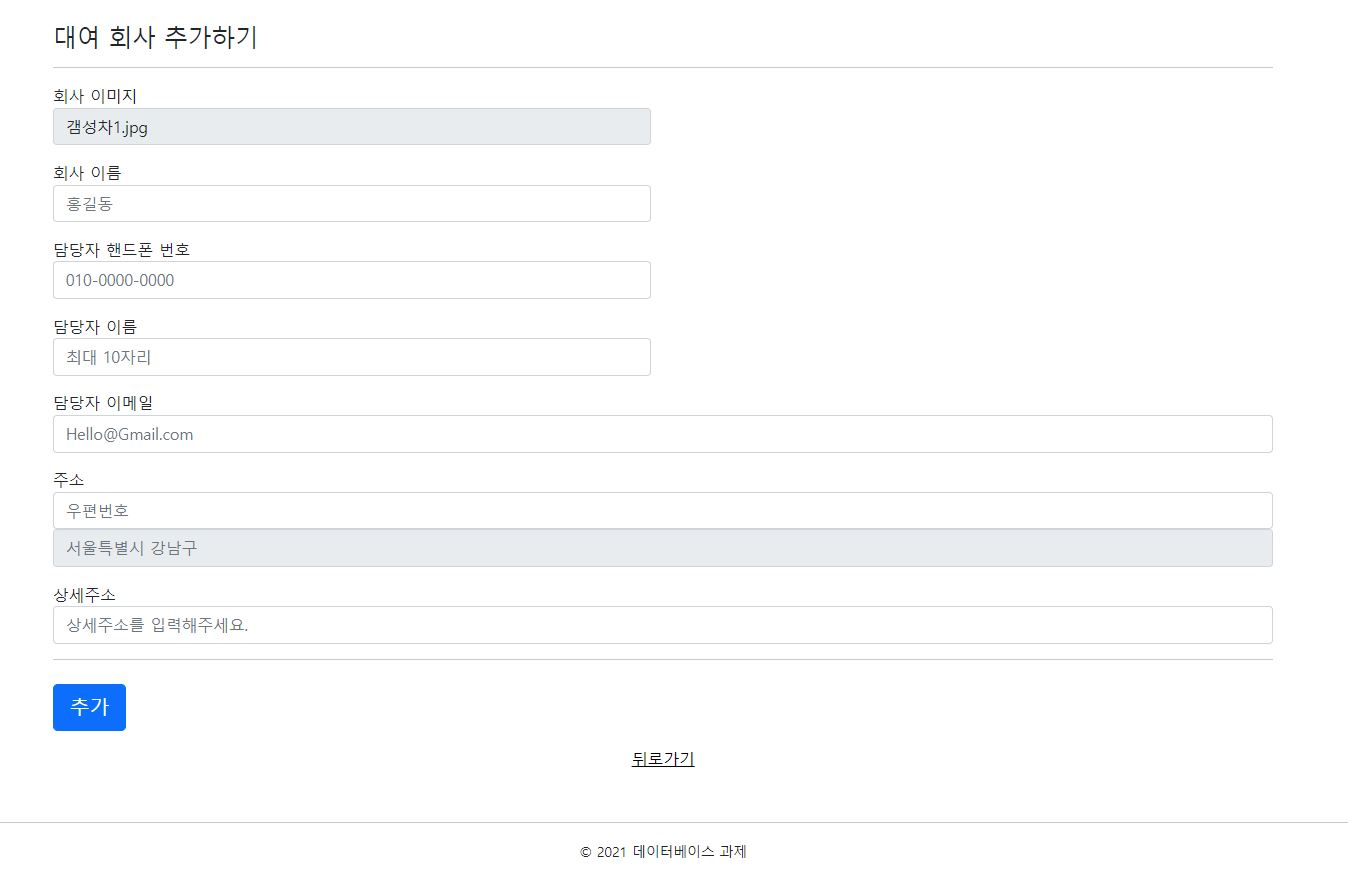 대여 회사 추가하기
회사 이미지
갬성차1.jpg
회사 이름
홍길동
담당자 핸드폰 번호
010-0000-0000
담당자 이름
최대 10자리
담당자 이메일
Hello@Gmail.com
주소
우편번호
서울특별시 강남구
상세주소
상세주소를 입력해주세요.
추가
뒤로가기
© 2021 데이터베이스 과제